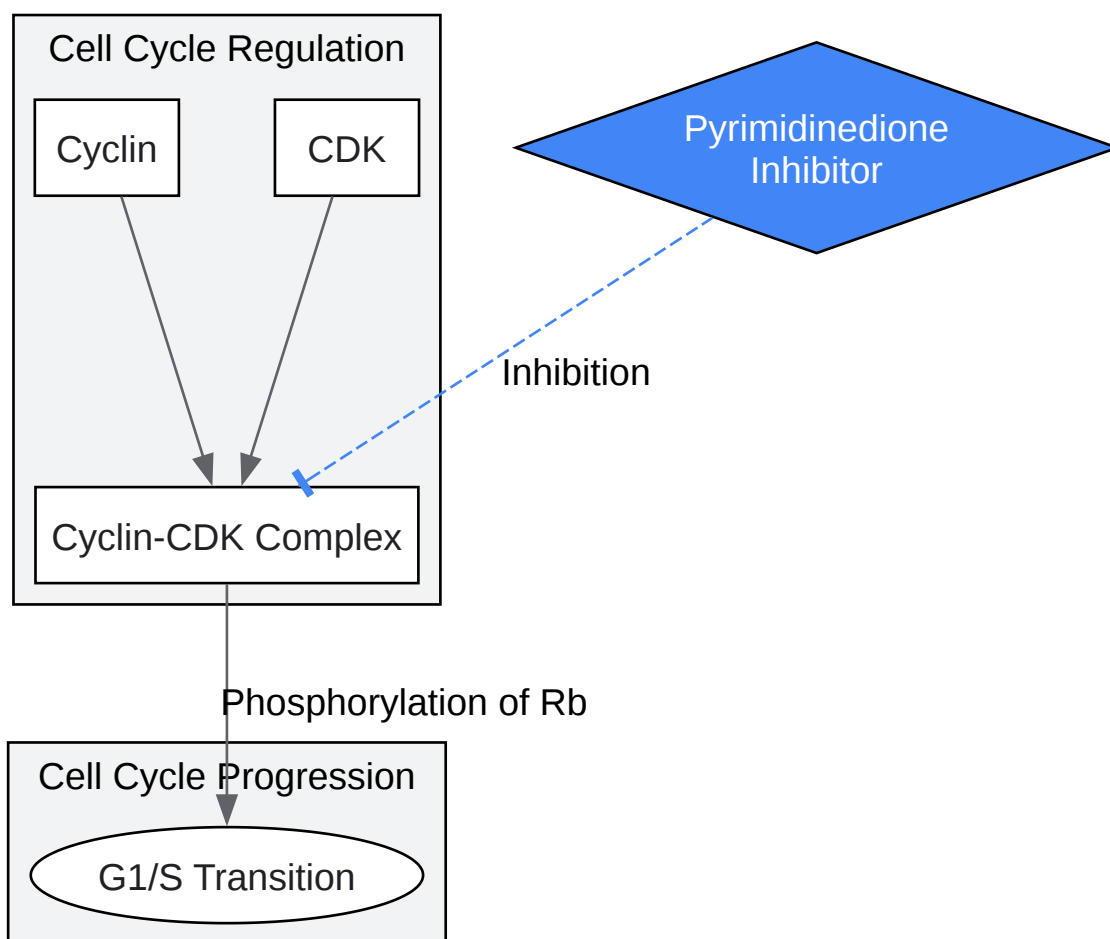 Cell Cycle Regulation
Cyclin
CDK
Pyrimidinedione
Inhibitor
Inhibition
Cyclin-CDK Complex
Phosphorylation of Rb
Cell Cycle Progression
G1/S Transition